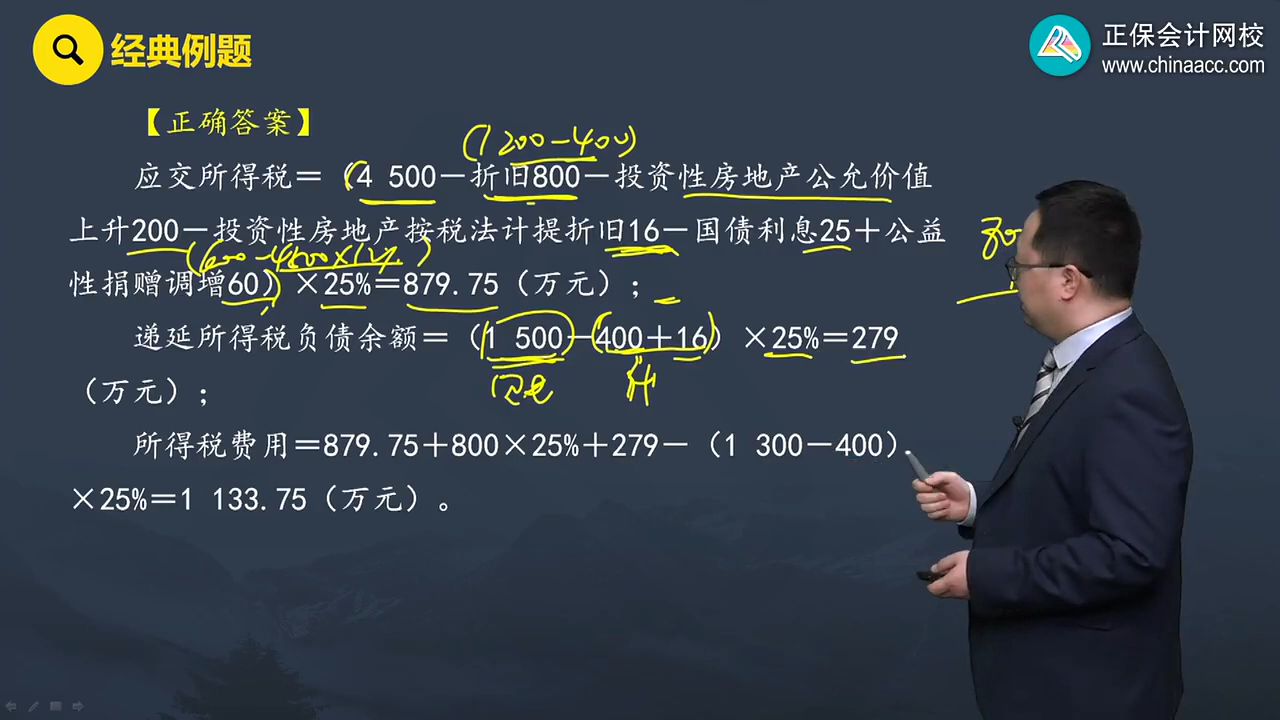 经典例题
正保会计网校
www.chinaacc.com
【正确答案】
(1 200-400)
应交所得税＝（4 500－折旧800－投资性房地产公允价值
上升200－投资性房地产按税法计提折旧16－国债利息25＋公益
(600-4500×12%)
性捐赠调增60）×25%＝879.75（万元）；
递延所得税负债余额＝（1 500－400＋16）×25%＝279
（万元）；
所得税费用＝879.75＋800×25%＋279－（1 300－400）
×25%＝1 133.75（万元）。